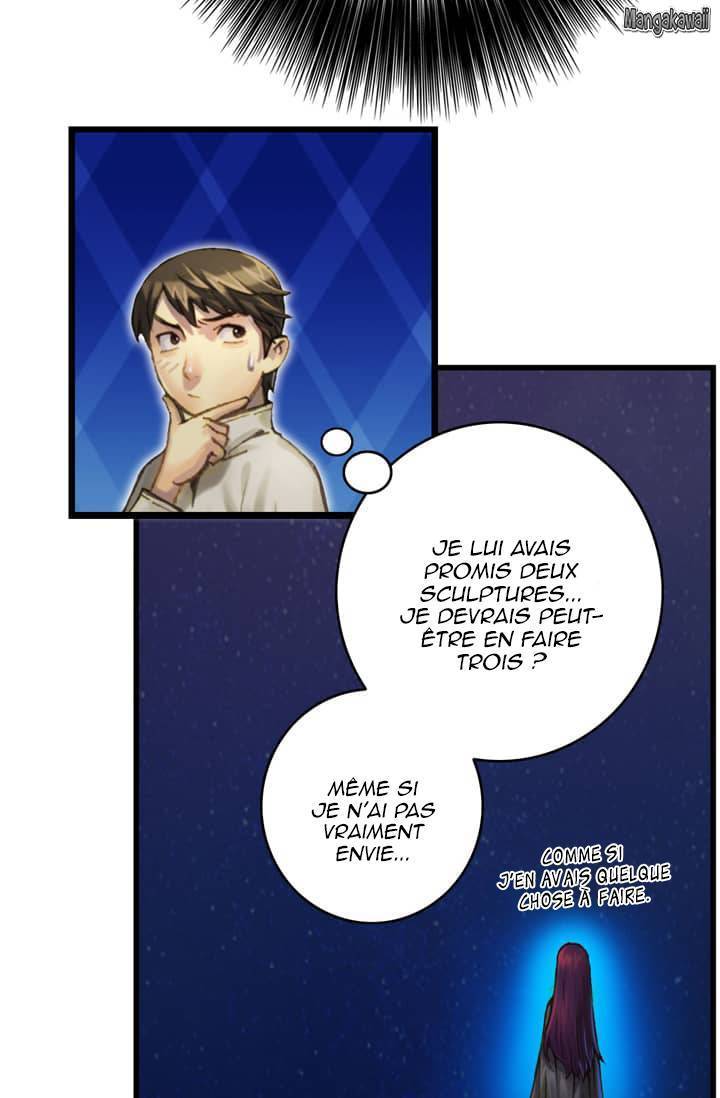 Mangakawaii
JE LUI AVAIS
PROMIS DEUX
SCULPTURES...
JE DEVRAIS PEUT-
ÊTRE EN FAIRE
TROIS ?
MÊME SI
JE N'AI PAS
VRAIMENT
ENVIE...
COMME SI
J'EN AVAIS QUELQUE
CHOSE À FAIRE.